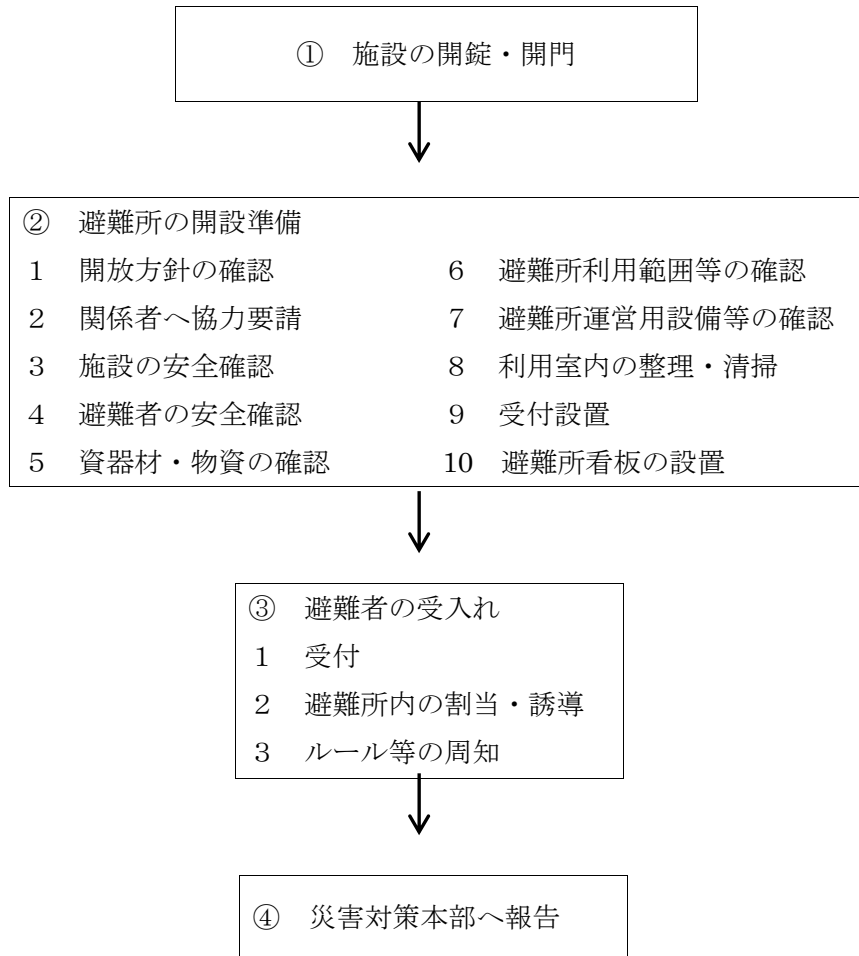 ① 施設の開錠・開門
② 避難所の開設準備
1 開放方針の確認
2 関係者へ協力要請
3 施設の安全確認
4 避難者の安全確認
5 資器材・物資の確認
6 避難所利用範囲等の確認
7 避難所運営用設備等の確認
8 利用室内の整理・清掃
9 受付設置
10 避難所看板の設置
③ 避難者の受入れ
1 受付
2 避難所内の割当・誘導
3 ルール等の周知
④ 災害対策本部へ報告